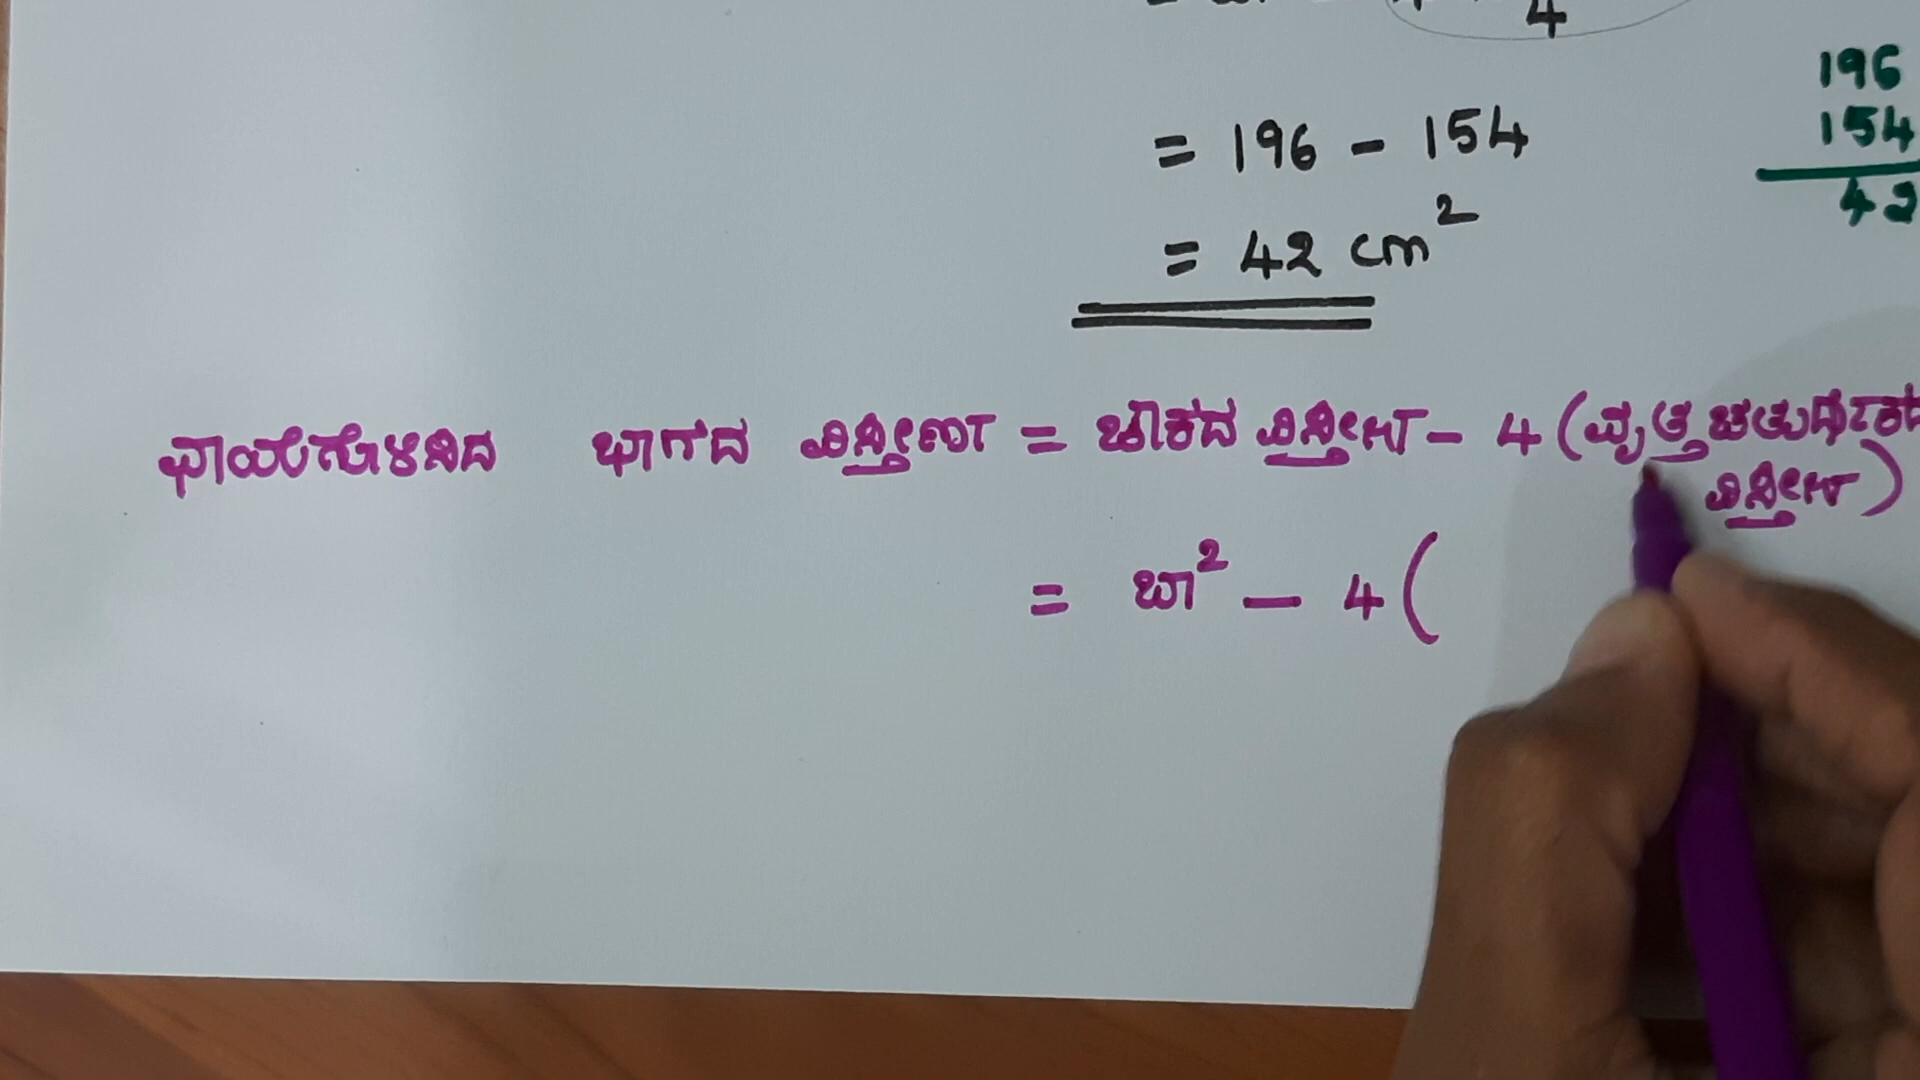 4
196
= 196 - 154
154
42
= 42 cm²
ಛಾಯೆಗೊಳಿಸಿದ ಭಾಗದ ವಿಸ್ತೀರ್ಣ = ಚೌಕದ ವಿಸ್ತೀರ್ಣ - 4 (ವೃತ್ತ ಚತುರ್ಥಕದ
ವಿಸ್ತೀರ್ಣ)
= ಬಾ² - 4 (